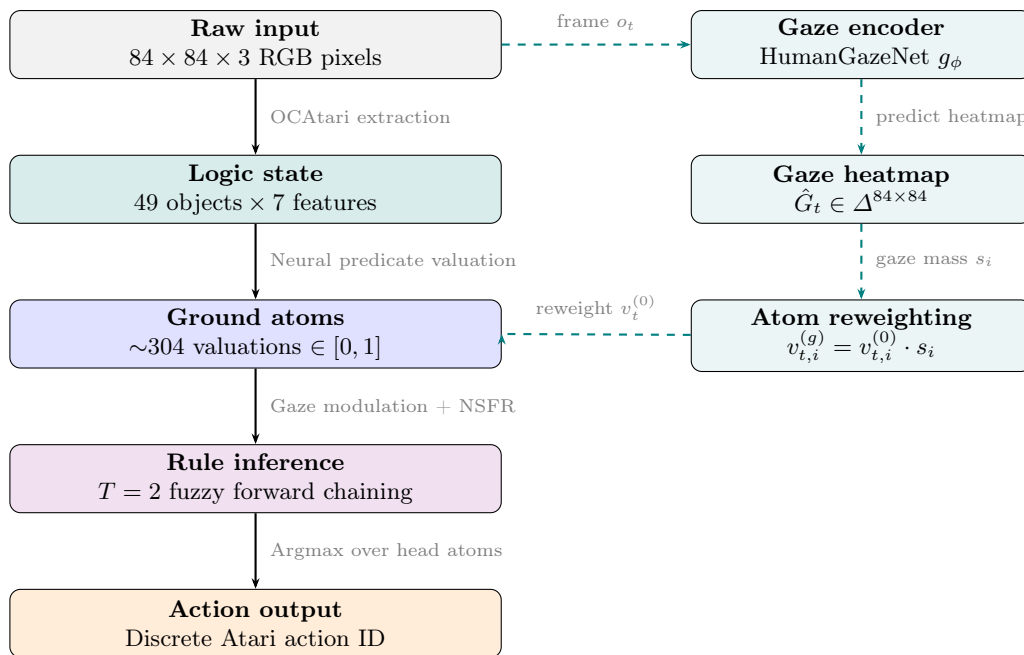 Raw input
84 × 84 × 3 RGB pixels
frame o_t
Gaze encoder
HumanGazeNet g_ϕ
OCAtari extraction
predict heatmap
Logic state
49 objects × 7 features
Gaze heatmap
Ĝ_t ∈ Δ^{84×84}
Neural predicate valuation
gaze mass s_i
Ground atoms
∼304 valuations ∈ [0, 1]
reweight v_t^{(0)}
Atom reweighting
v_{t,i}^{(g)} = v_{t,i}^{(0)} · s_i
Gaze modulation + NSFR
Rule inference
T = 2 fuzzy forward chaining
Argmax over head atoms
Action output
Discrete Atari action ID